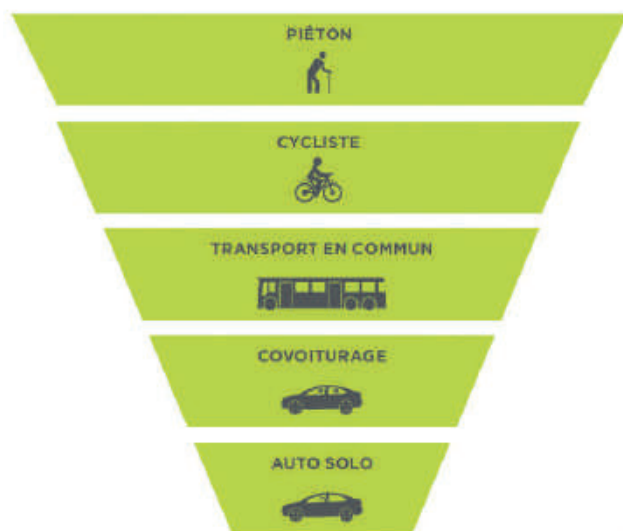 PIÉTON
CYCLISTE
TRANSPORT EN COMMUN
COVOITURAGE
AUTO SOLO